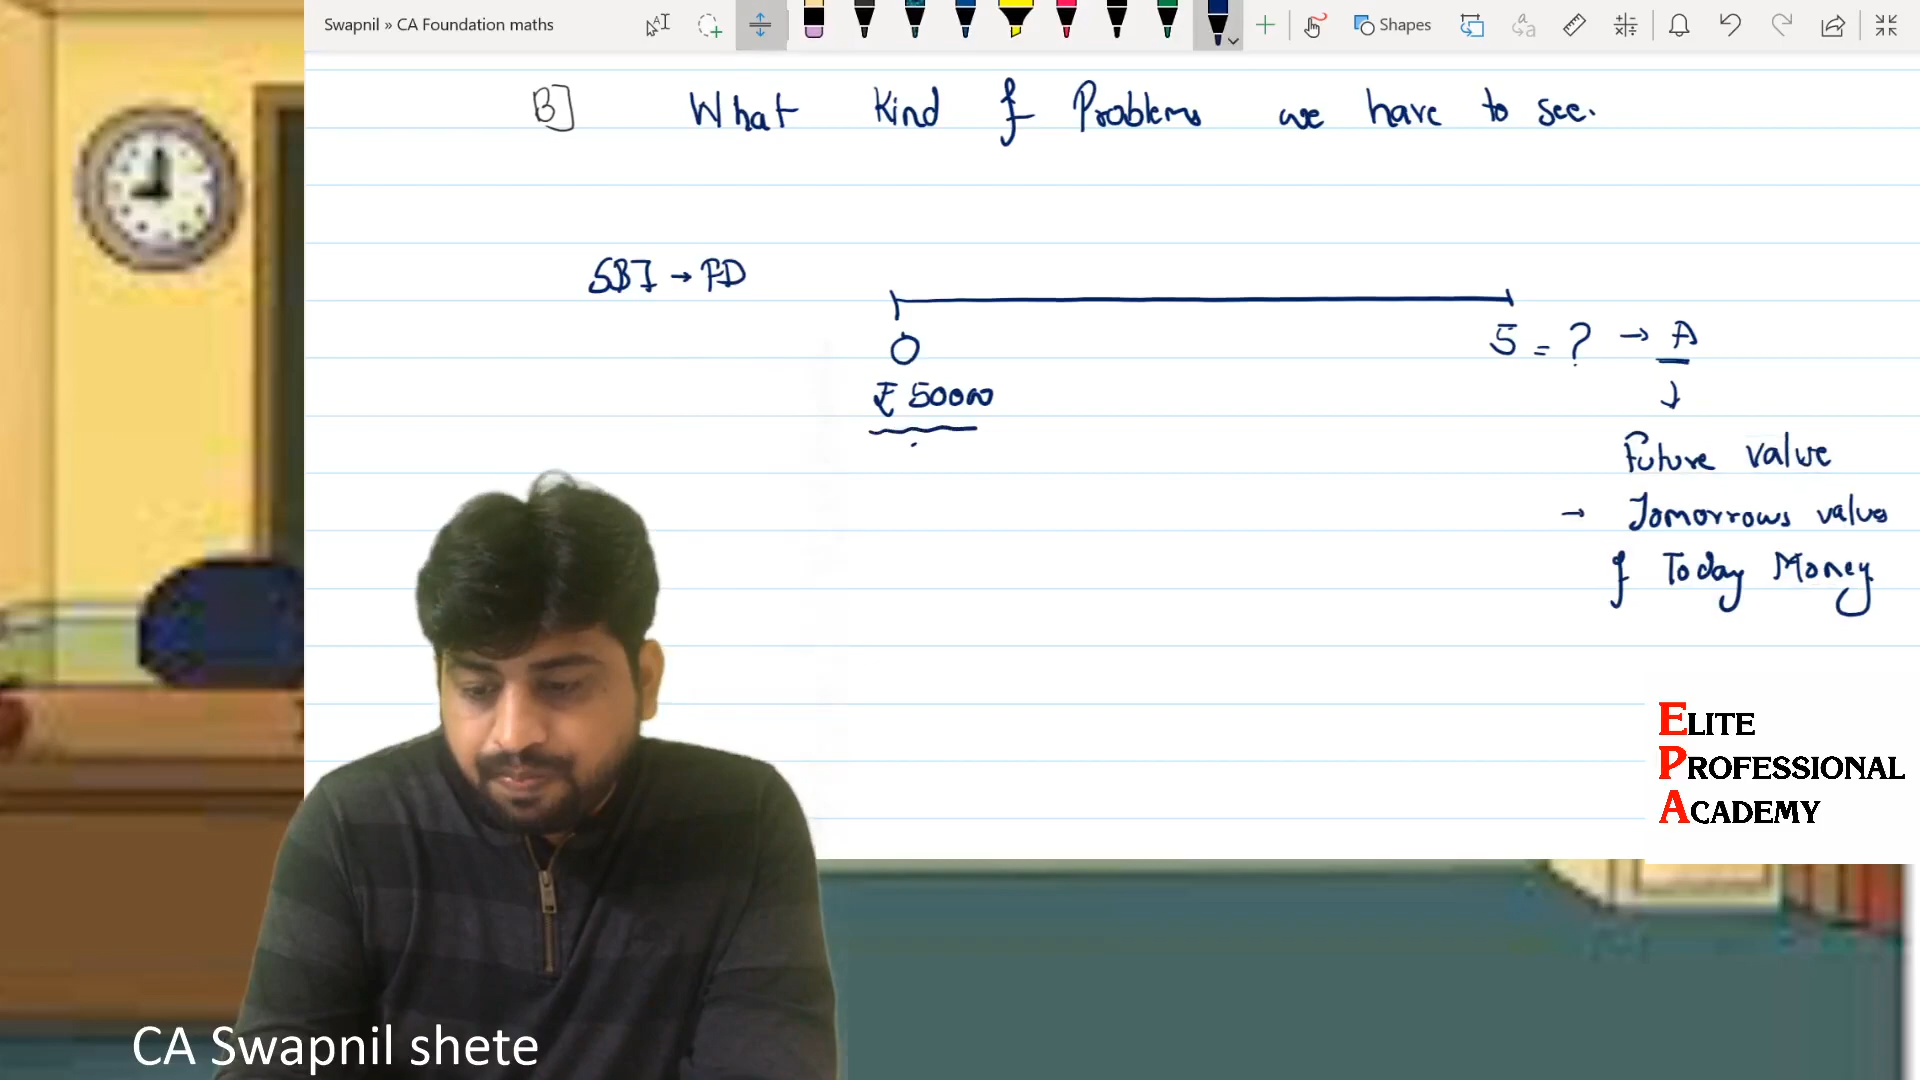 Swapnil » CA Foundation maths
Shapes
B] What Kind of Problems we have to see.
SBI → FD
0
5 = ? → A
₹ 50000
Future value
→ Tomorrows value
of Today Money
ELITE
PROFESSIONAL
ACADEMY
CA Swapnil shete